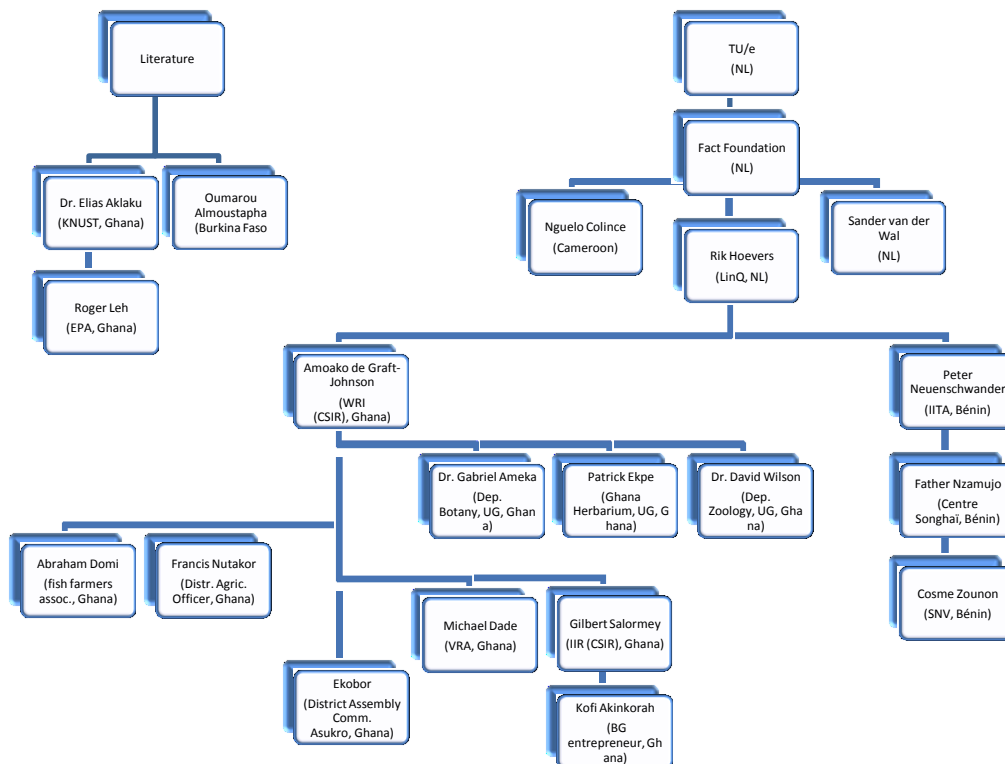 Literature
TU/e
(NL)
Fact Foundation
(NL)
Dr. Elias Aklaku
(KNUST, Ghana)
Oumarou
Almoustapha
(Burkina Faso
Nguelo Colince
(Cameroon)
Rik Hoevers
(LinQ, NL)
Sander van der
Wal
(NL)
Roger Leh
(EPA, Ghana)
Amoako de Graft-
Johnson
(WRI
(CSIR), Ghana)
Peter
Neuenschwander
(IITA, Bénin)
Dr. Gabriel Ameka
(Dep.
Botany, UG, Ghan
a)
Patrick Ekpe
(Ghana
Herbarium, UG, G
hana)
Dr. David Wilson
(Dep.
Zoology, UG, Gha
na)
Father Nzamujo
(Centre
Songhaï, Bénin)
Abraham Domi
(fish farmers
assoc., Ghana)
Francis Nutakor
(Distr. Agric.
Officer, Ghana)
Cosme Zounon
(SNV, Bénin)
Michael Dade
(VRA, Ghana)
Gilbert Salormey
(IIR (CSIR), Ghana)
Ekobor
(District Assembly
Comm.
Asukro, Ghana)
Kofi Akinkorah
(BG
entrepreneur, Gh
ana)